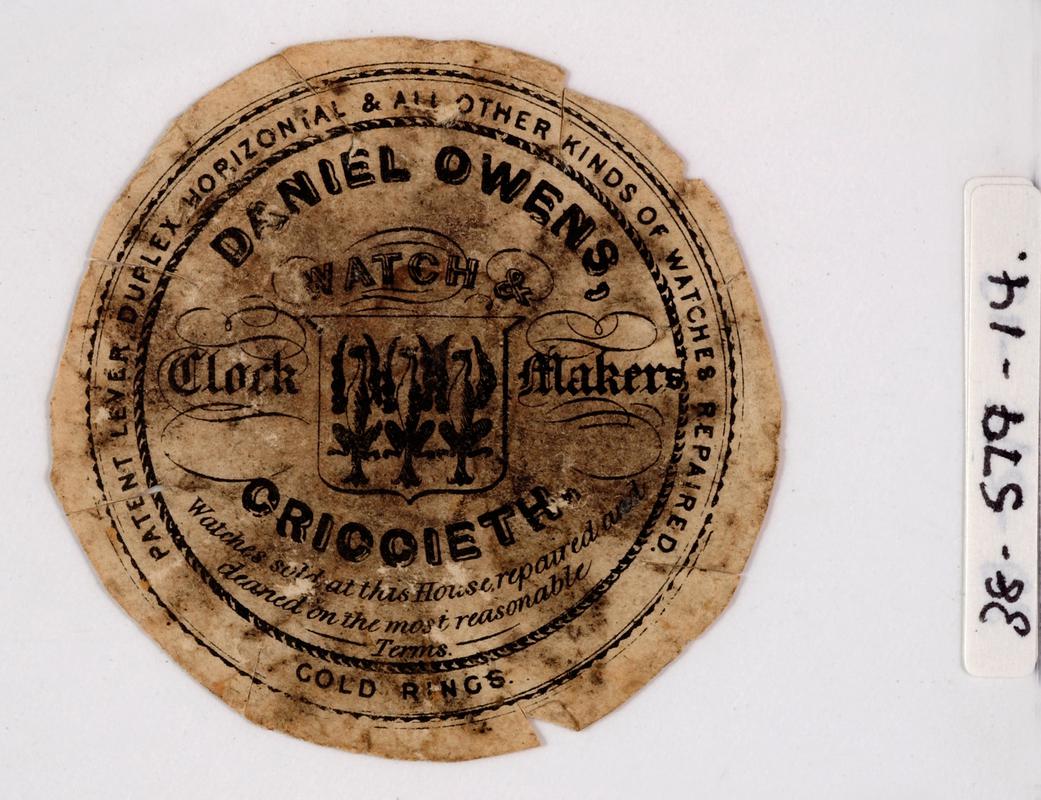 PATENT LEVER DUPLEX HORIZONIAL & ALL OTHER KINDS OF WATCHES REPAIRED.
DANIEL OWENS,
WATCH &
Clock Makers
CRICCIETH.
Watches sold at this House, repaired and
cleaned on the most reasonable
Terms.
GOLD RINGS.
38-579-14.